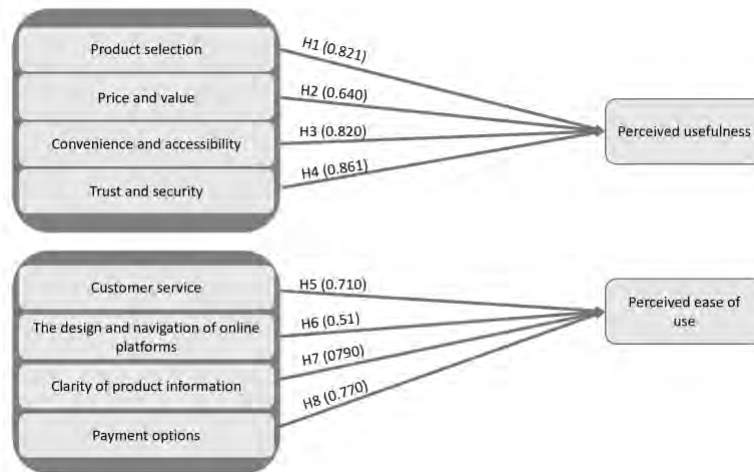 Product selection
Price and value
Convenience and accessibility
Trust and security
H1 (0.821)
H2 (0.640)
H3 (0.820)
H4 (0.861)
Perceived usefulness
Customer service
The design and navigation of online
platforms
Clarity of product information
Payment options
H5 (0.710)
H6 (0.51)
H7 (0790)
H8 (0.770)
Perceived ease of
use